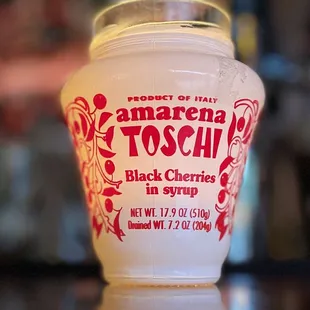 PRODUCT OF ITALY
amarena
TOSCHI
Black Cherries
in syrup
NET WT. 17.9 OZ (510g)
Drained WT. 7.2 OZ (204g)